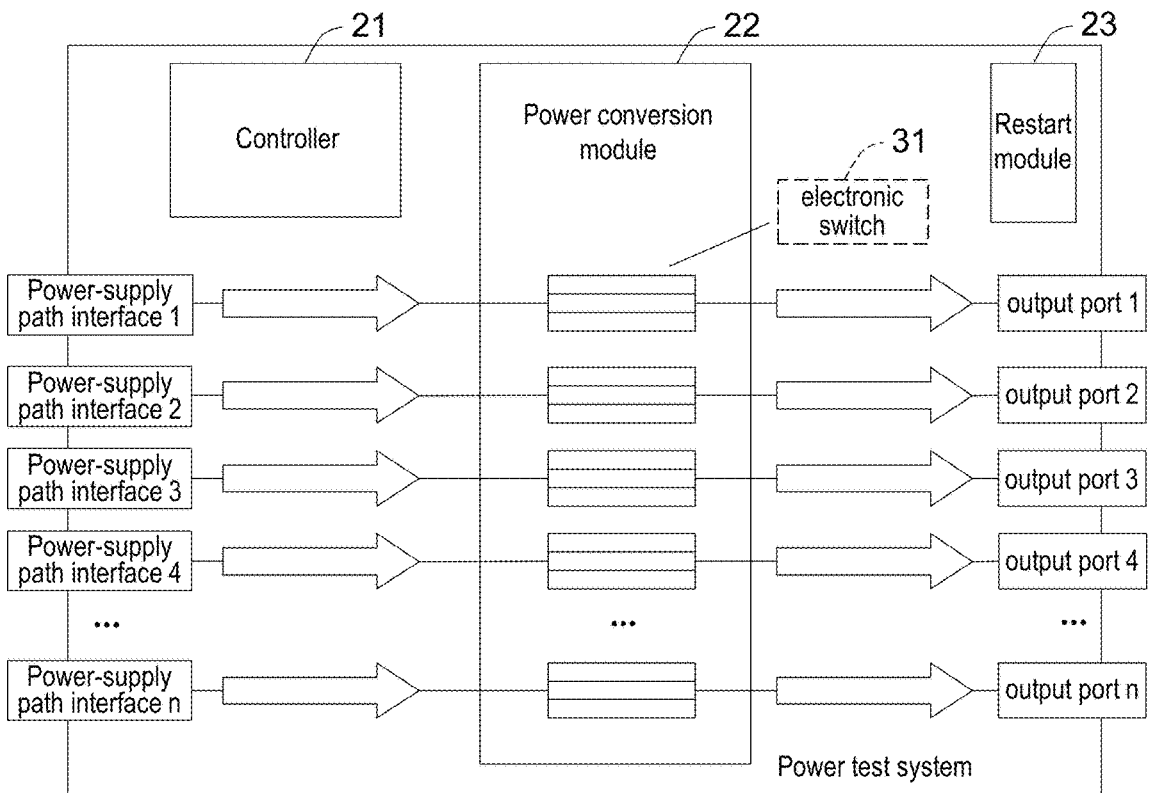 21
22
23
Controller
Power conversion
module
Restart
module
31
electronic
switch
Power-supply
path interface 1
output port 1
Power-supply
path interface 2
output port 2
Power-supply
path interface 3
output port 3
Power-supply
path interface 4
output port 4
...
...
...
Power-supply
path interface n
output port n
Power test system